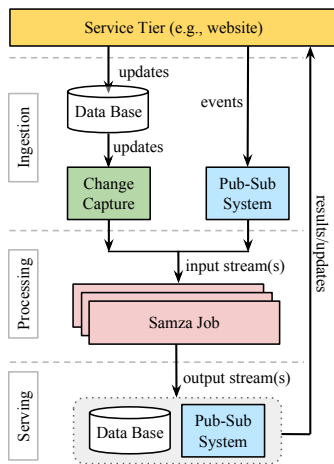 Service Tier (e.g., website)
Ingestion
updates
Data Base
updates
events
Change
Capture
Pub-Sub
System
results/updates
Processing
input stream(s)
Samza Job
output stream(s)
Serving
Data Base
Pub-Sub
System